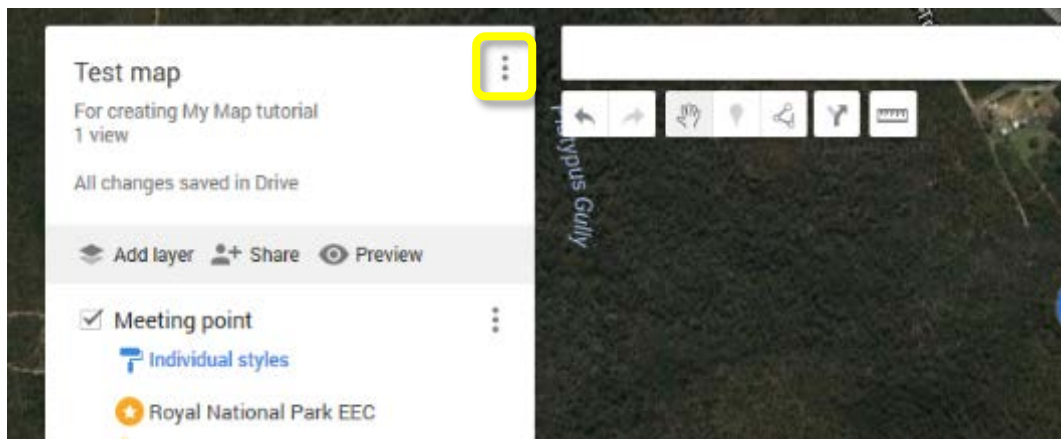 Test map
For creating My Map tutorial
1 view
All changes saved in Drive
Add layer Share Preview
Meeting point
Individual styles
Royal National Park EEC
Platypus Gully